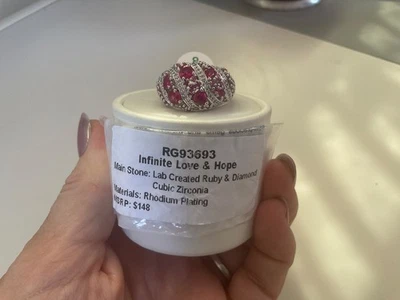 RG93693
Infinite Love & Hope
Main Stone: Lab Created Ruby & Diamond
Cubic Zirconia
Materials: Rhodium Plating
MSRP: $148